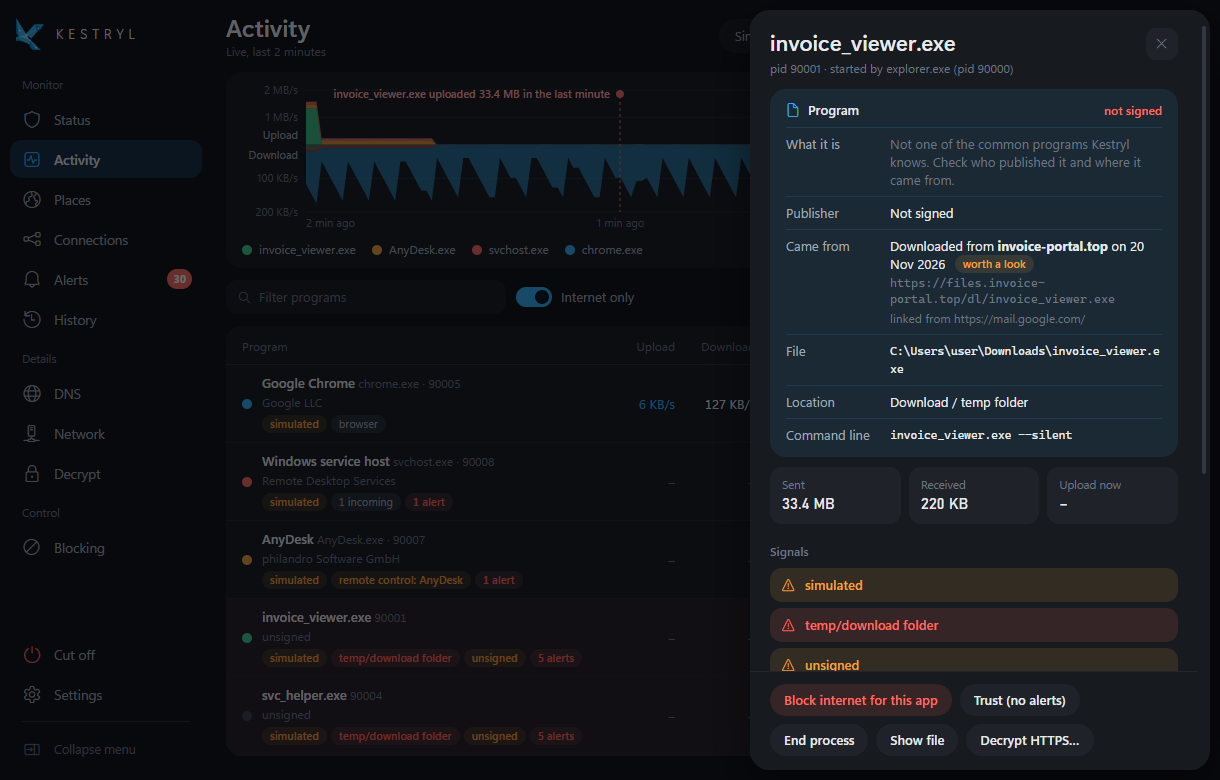 KESTRYL
Monitor
Status
Activity
Places
Connections
Alerts
30
History
Details
DNS
Network
Decrypt
Control
Blocking
Cut off
Settings
Collapse menu
Activity
Live, last 2 minutes
2 MB/s
invoice_viewer.exe uploaded 33.4 MB in the last minute
1 MB/s
Upload
Download
100 KB/s
200 KB/s
2 min ago
1 min ago
invoice_viewer.exe
AnyDesk.exe
svchost.exe
chrome.exe
Filter programs
Internet only
Program
Upload
Google Chrome chrome.exe · 90005
Google LLC
6 KB/s
127 KB/
simulated
browser
Windows service host svchost.exe · 90008
Remote Desktop Services
–
simulated
1 incoming
1 alert
AnyDesk AnyDesk.exe · 90007
philandro Software GmbH
–
simulated
remote control: AnyDesk
1 alert
invoice_viewer.exe 90001
unsigned
–
simulated
temp/download folder
unsigned
5 alerts
svc_helper.exe 90004
unsigned
–
simulated
temp/download folder
unsigned
5 alerts
invoice_viewer.exe
pid 90001 · started by explorer.exe (pid 90000)
Program
not signed
What it is
Not one of the common programs Kestryl
knows. Check who published it and where it
came from.
Publisher
Not signed
Came from
Downloaded from invoice-portal.top on 20
Nov 2026 worth a look
https://files.invoice-
portal.top/dl/invoice_viewer.exe
linked from https://mail.google.com/
File
C:\Users\user\Downloads\invoice_viewer.e
xe
Location
Download / temp folder
Command line
invoice_viewer.exe --silent
Sent
33.4 MB
Received
220 KB
Upload now
–
Signals
simulated
temp/download folder
unsigned
Block internet for this app
Trust (no alerts)
End process
Show file
Decrypt HTTPS...